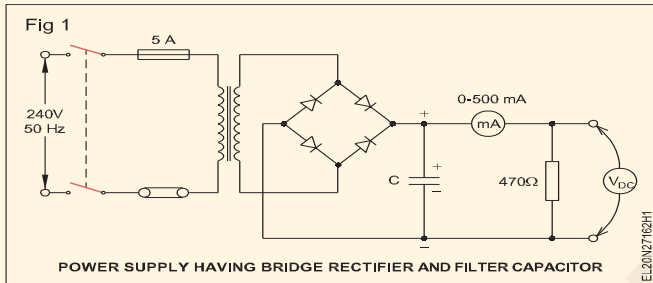 Fig 1
5 A
240V
50 Hz
0-500 mA
+
mA
+
C
−
470Ω
V_DC
−
POWER SUPPLY HAVING BRIDGE RECTIFIER AND FILTER CAPACITOR
EL20N27162H1